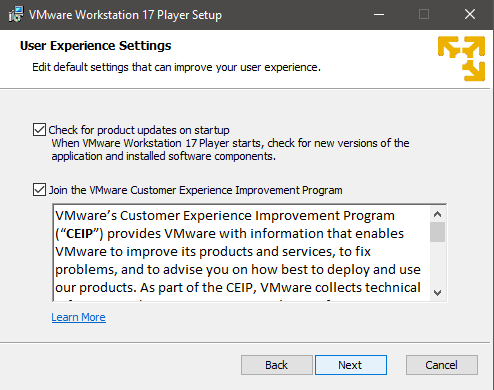 VMware Workstation 17 Player Setup
User Experience Settings
Edit default settings that can improve your user experience.
Check for product updates on startup
When VMware Workstation 17 Player starts, check for new versions of the
application and installed software components.
Join the VMware Customer Experience Improvement Program
VMware's Customer Experience Improvement Program
("CEIP") provides VMware with information that enables
VMware to improve its products and services, to fix
problems, and to advise you on how best to deploy and use
our products. As part of the CEIP, VMware collects technical
Learn More
Back
Next
Cancel